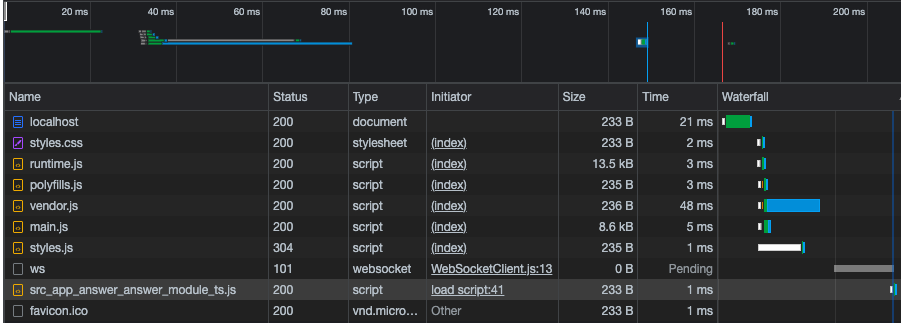 20 ms 40 ms 60 ms 80 ms 100 ms 120 ms 140 ms 160 ms 180 ms 200 ms
Name Status Type Initiator Size Time Waterfall
localhost 200 document 233 B 21 ms
styles.css 200 stylesheet (index) 233 B 2 ms
runtime.js 200 script (index) 13.5 kB 3 ms
polyfills.js 200 script (index) 235 B 3 ms
vendor.js 200 script (index) 236 B 48 ms
main.js 200 script (index) 8.6 kB 5 ms
styles.js 304 script (index) 235 B 1 ms
ws 101 websocket WebSocketClient.js:13 0 B Pending
src_app_answer_answer_module_ts.js 200 script load script:41 233 B 1 ms
favicon.ico 200 vnd.micro... Other 233 B 1 ms